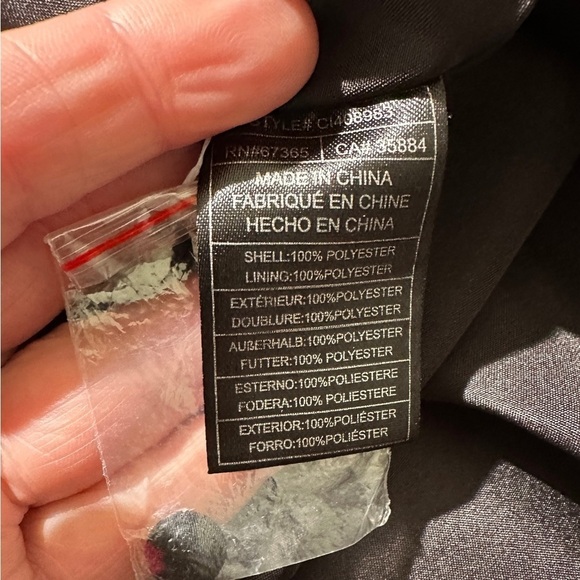 STYLE# CI408983
RN#67365 CA# 35884
MADE IN CHINA
FABRIQUÉ EN CHINE
HECHO EN CHINA
SHELL:100% POLYESTER
LINING:100% POLYESTER
EXTÉRIEUR:100%POLYESTER
DOUBLURE:100% POLYESTER
AUßERHALB:100% POLYESTER
FUTTER:100% POLYESTER
ESTERNO:100% POLIESTERE
FODERA:100% POLIESTERE
EXTERIOR:100%POLIÉSTER
FORRO:100%POLIÉSTER